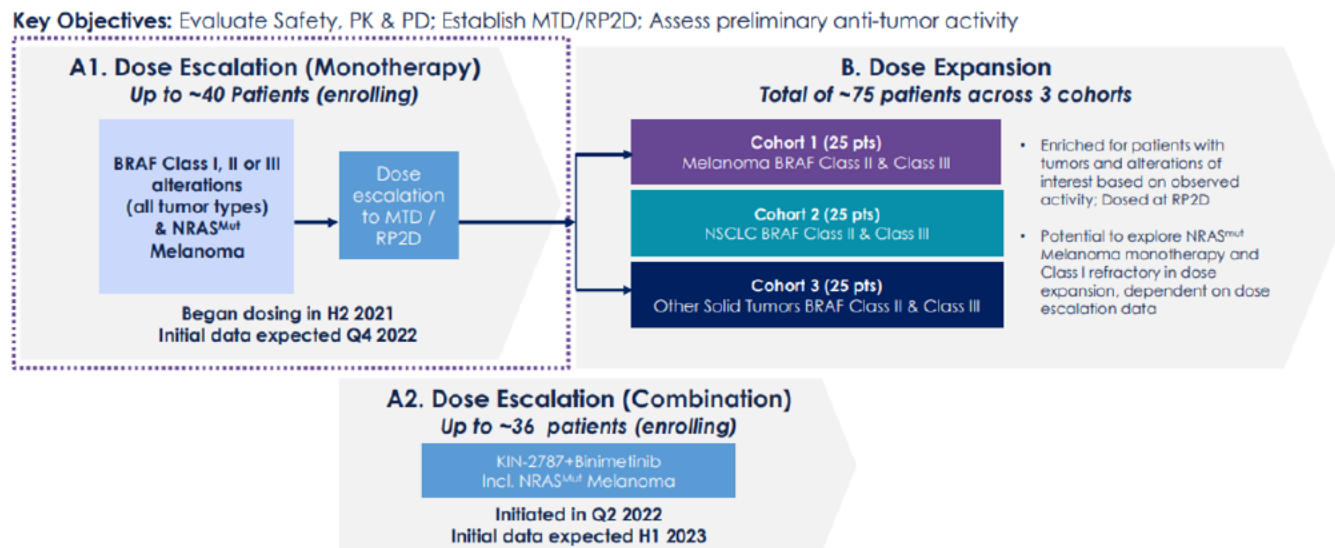 Key Objectives: Evaluate Safety, PK & PD; Establish MTD/RP2D; Assess preliminary anti-tumor activity
A1. Dose Escalation (Monotherapy)
Up to ~40 Patients (enrolling)
BRAF Class I, II or III
alterations
(all tumor types)
& NRASMut
Melanoma
Dose
escalation
to MTD /
RP2D
Began dosing in H2 2021
Initial data expected Q4 2022
B. Dose Expansion
Total of ~75 patients across 3 cohorts
Cohort 1 (25 pts)
Melanoma BRAF Class II & Class III
Cohort 2 (25 pts)
NSCLC BRAF Class II & Class III
Cohort 3 (25 pts)
Other Solid Tumors BRAF Class II & Class III
• Enriched for patients with
tumors and alterations of
interest based on observed
activity; Dosed at RP2D
• Potential to explore NRASmut
Melanoma monotherapy and
Class I refractory in dose
expansion, dependent on dose
escalation data
A2. Dose Escalation (Combination)
Up to ~36 patients (enrolling)
KIN-2787+Binimetinib
Incl. NRASMut Melanoma
Initiated in Q2 2022
Initial data expected H1 2023